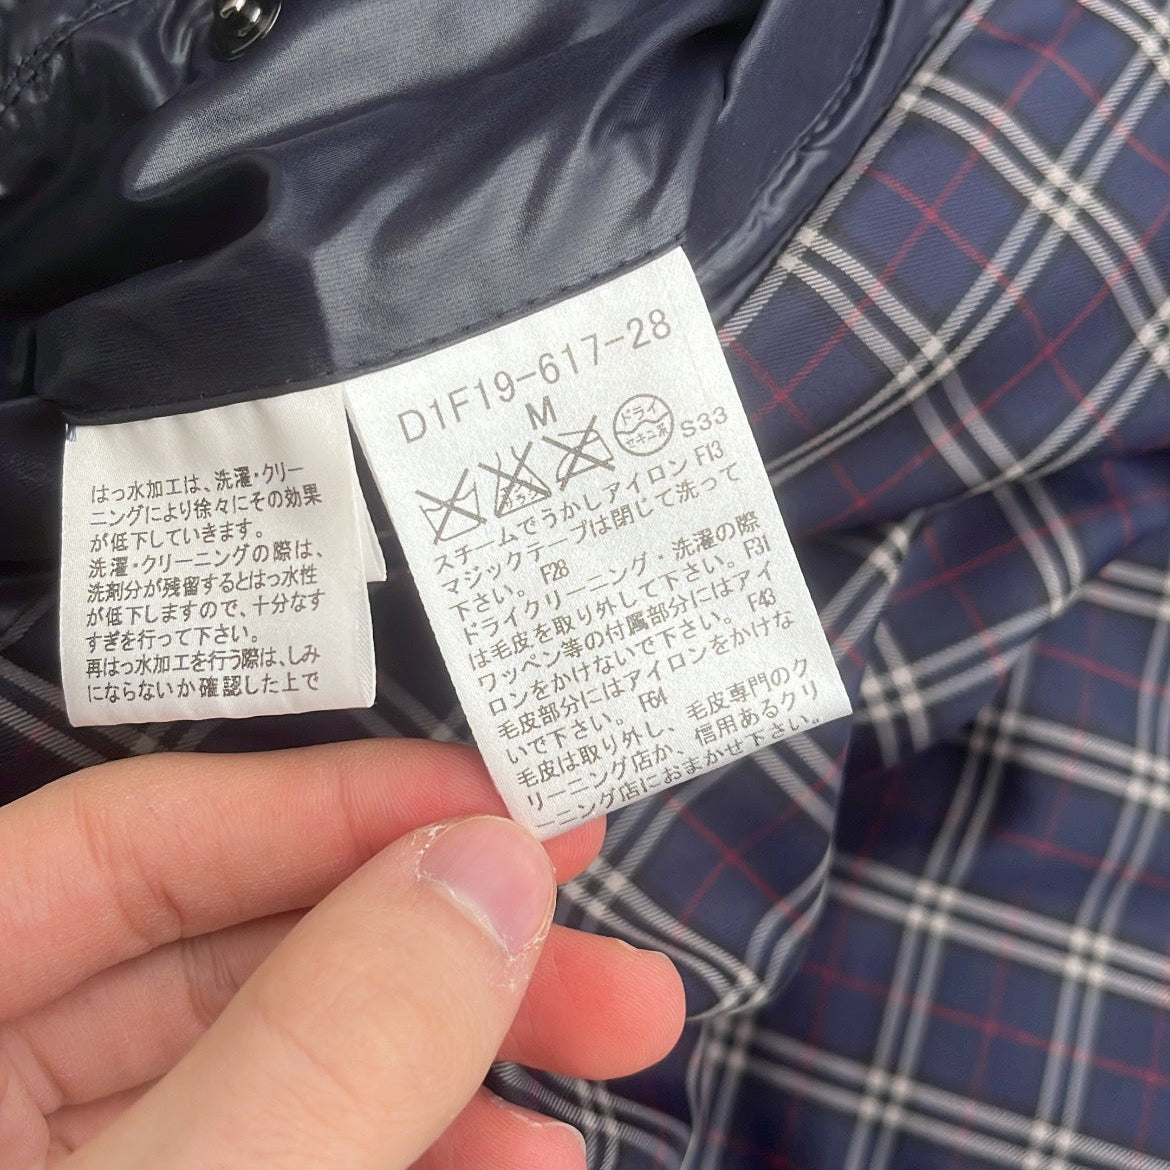 はっ水加工は、洗濯・クリー
ニングにより徐々にその効果
が低下していきます。
洗濯・クリーニングの際は、
洗剤分が残留するとはっ水性
が低下しますので、十分なす
すぎを行って下さい。
再はっ水加工を行う際は、しみ
にならないか確認した上で
D1F19-617-28
M
エンソ
サラシ
ドライ
セキユ系
S33
スチームでうかしアイロン F13
マジックテープは閉じて洗って
下さい。 F28
ドライクリーニング・洗濯の際
は毛皮を取り外して下さい。 F31
ワッペン等の付属部分にはアイ
ロンをかけないで下さい。 F43
毛皮部分にはアイロンをかけな
いで下さい。 F64
毛皮は取り外し、毛皮専門のク
リーニング店か、信用あるクリ
ーニング店におまかせ下さい。